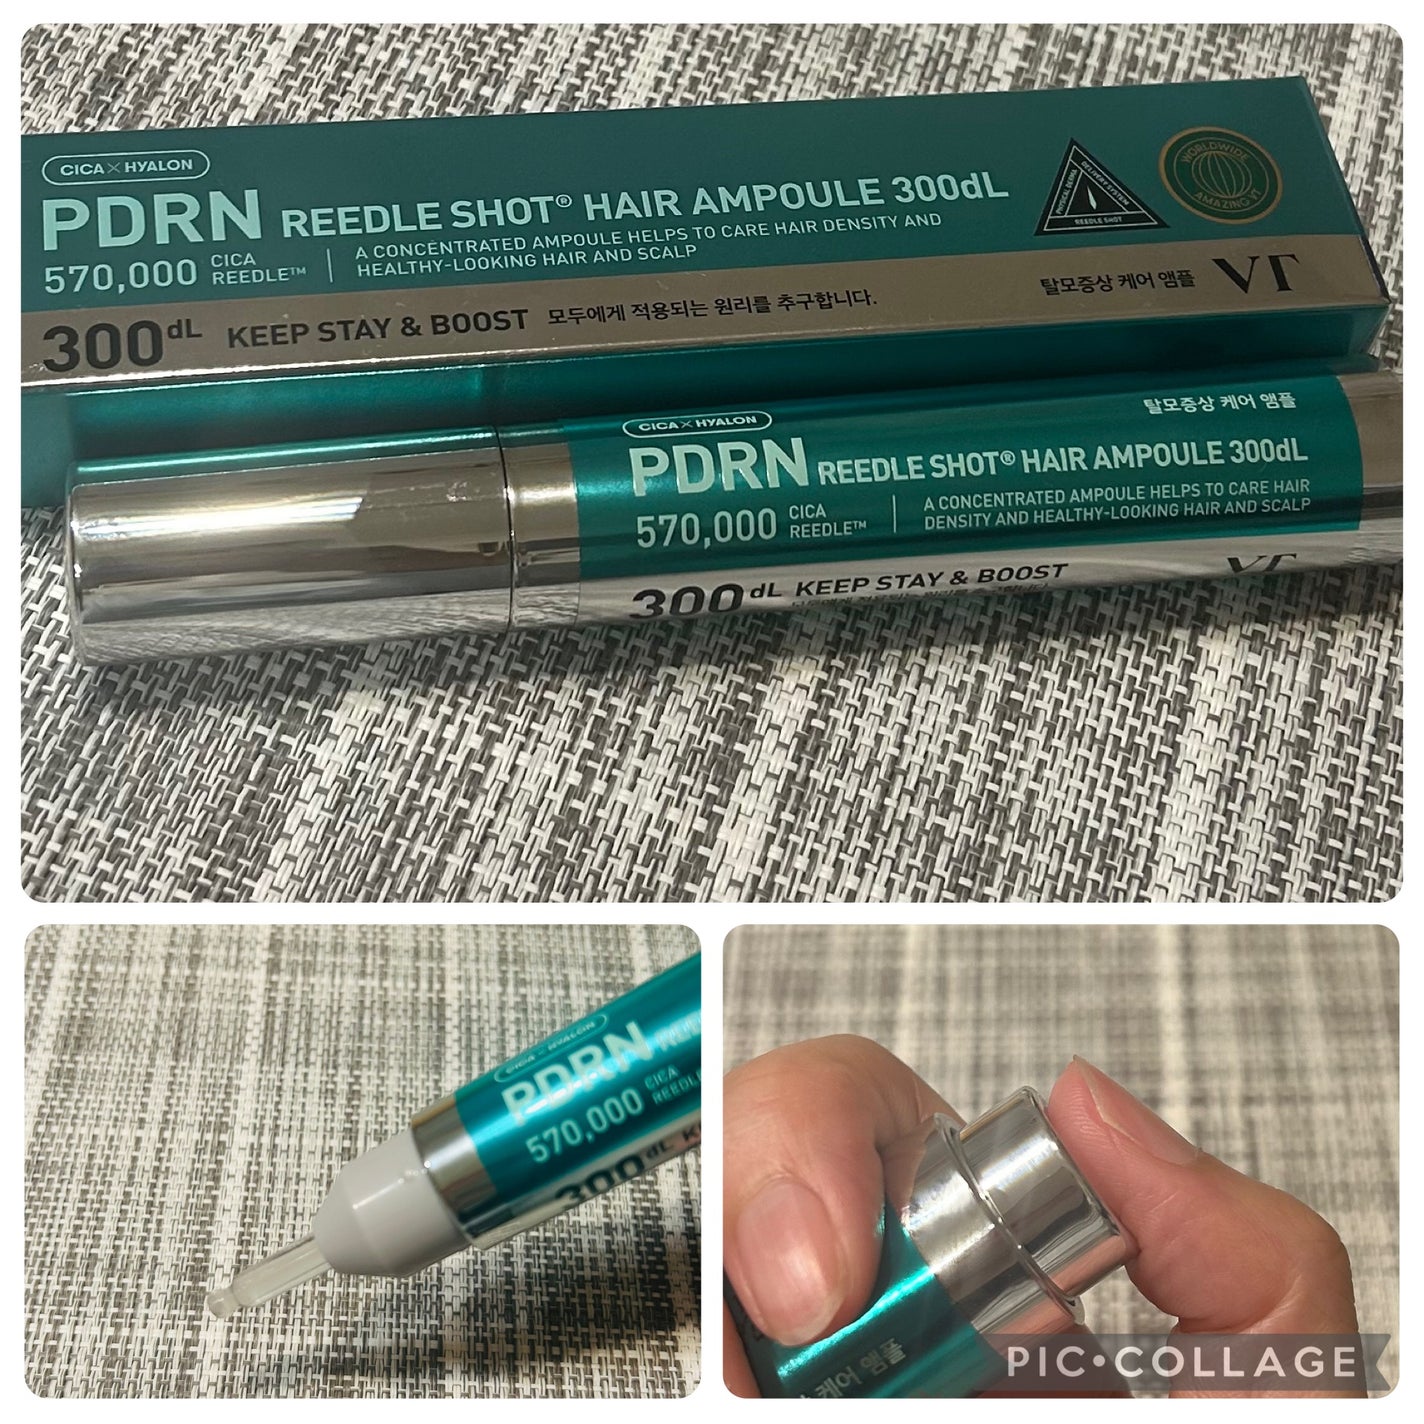 CICA×HYALON
PDRN REEDLE SHOT® HAIR AMPOULE 300dL
570,000 CICA REEDLE™
A CONCENTRATED AMPOULE HELPS TO CARE HAIR DENSITY AND
HEALTHY-LOOKING HAIR AND SCALP
PHYSICAL DERMA
DELIVERY SYSTEM
REEDLE SHOT
WORLDWIDE
AMAZING VT
300dL KEEP STAY & BOOST 모두에게 적용되는 원리를 추구합니다.
탈모증상 케어 앰플 VT
CICA×HYALON
탈모증상 케어 앰플
PDRN REEDLE SHOT® HAIR AMPOULE 300dL
570,000 CICA REEDLE™
A CONCENTRATED AMPOULE HELPS TO CARE HAIR
DENSITY AND HEALTHY-LOOKING HAIR AND SCALP
300dL KEEP STAY & BOOST
VT
CICA×HYALON
PDRN
570,000 CICA
300dL
케어 앰플
PIC•COLLAGE